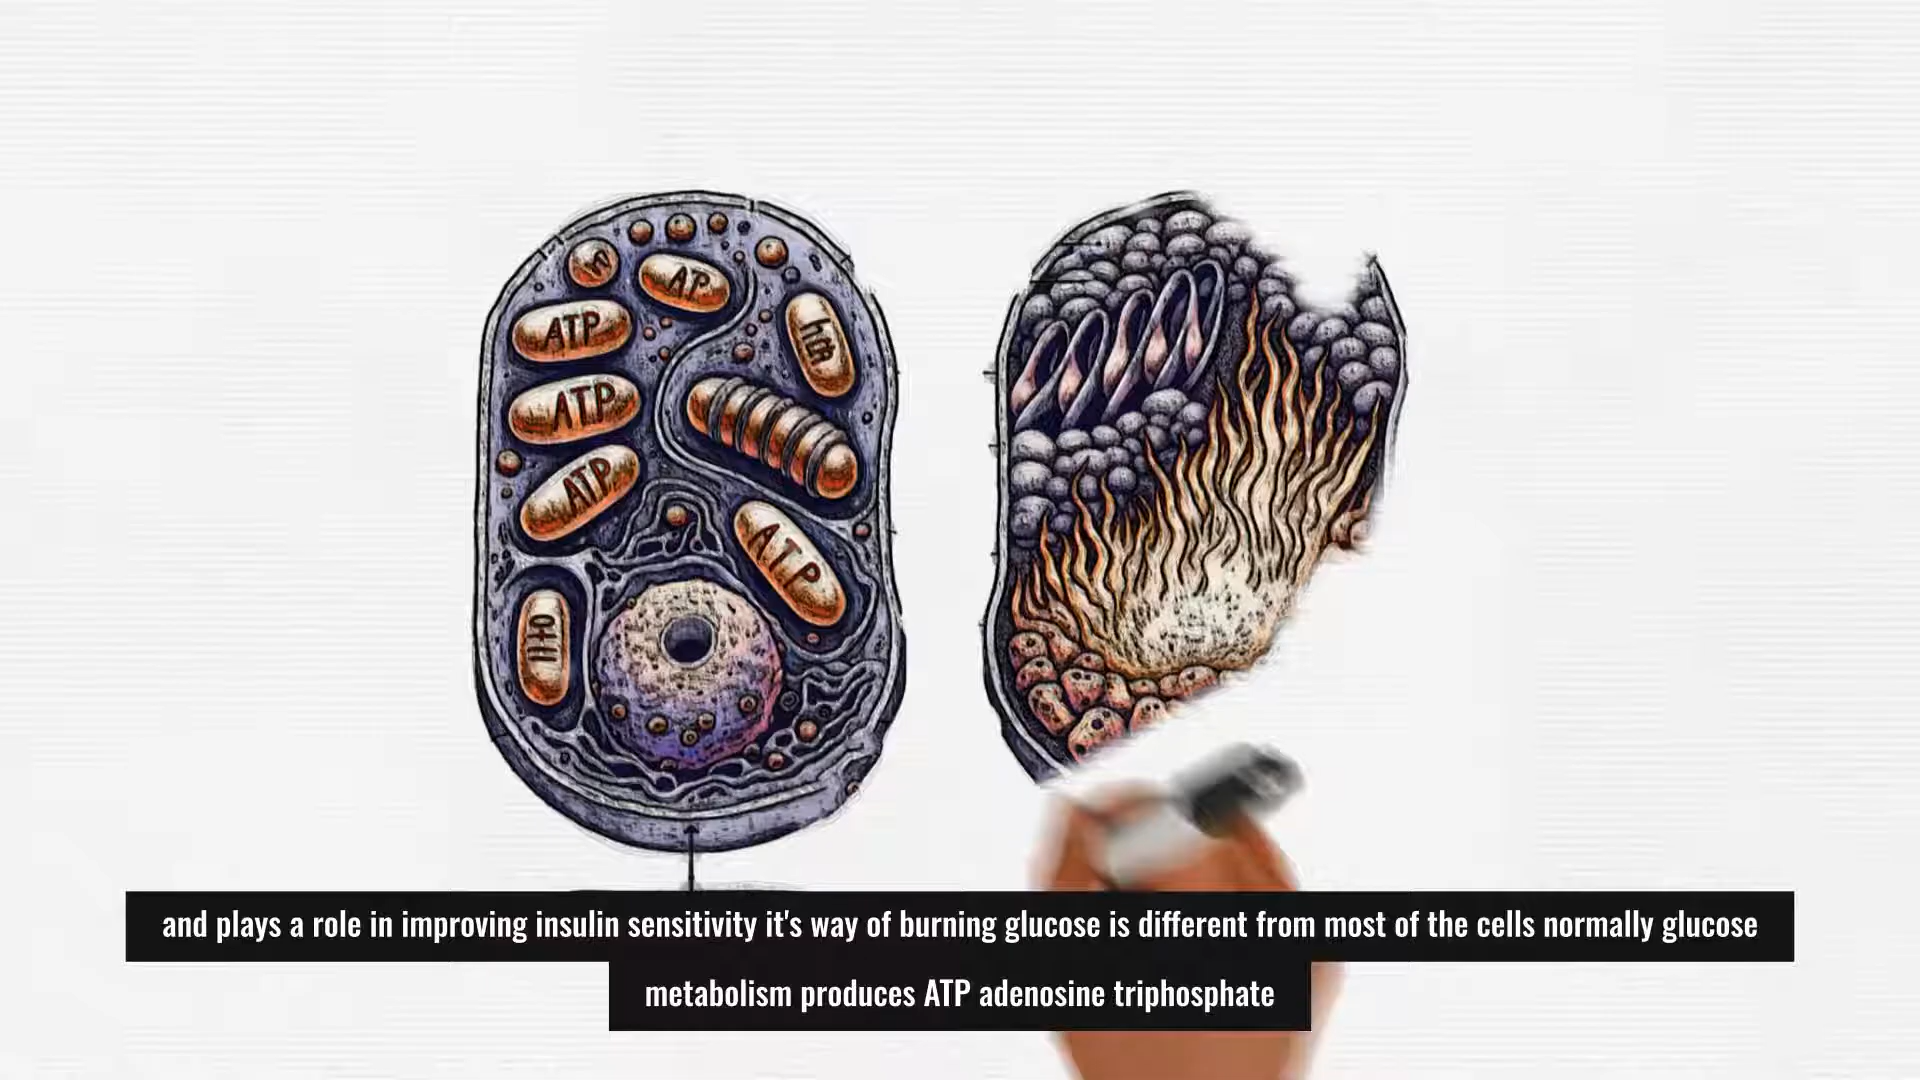 AP
ATP
ATP
ATP
ATP
and plays a role in improving insulin sensitivity it's way of burning glucose is different from most of the cells normally glucose
metabolism produces ATP adenosine triphosphate